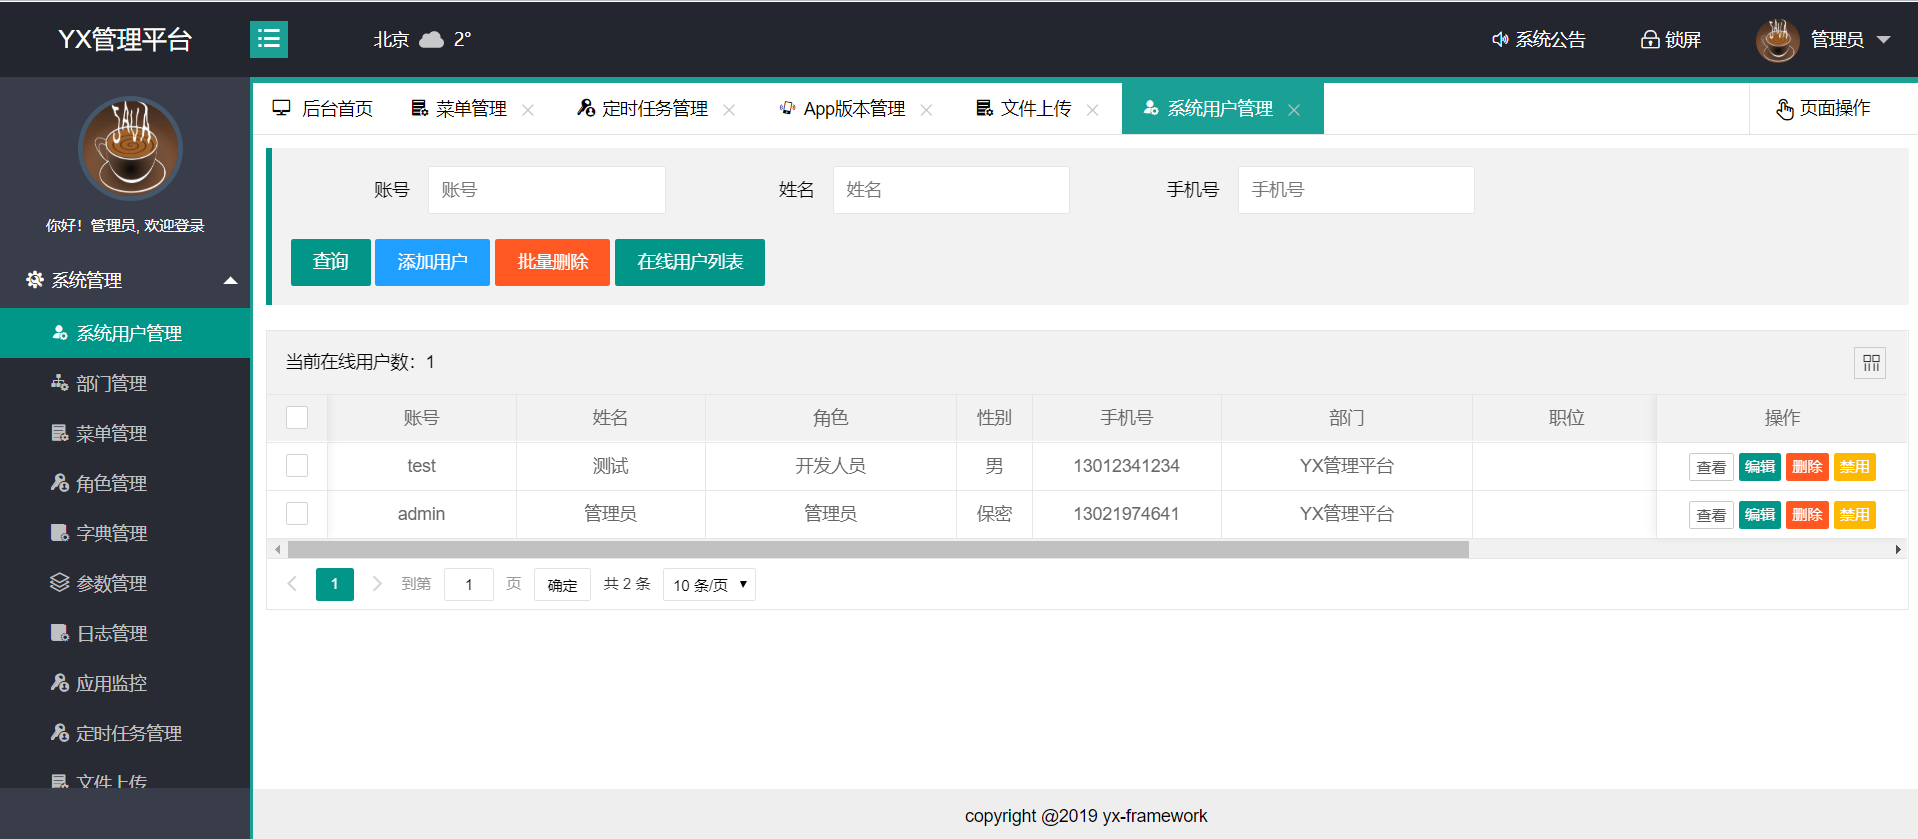 YX管理平台
北京 2°
系统公告
锁屏
管理员
JAVA
你好！管理员, 欢迎登录
系统管理
系统用户管理
部门管理
菜单管理
角色管理
字典管理
参数管理
日志管理
应用监控
定时任务管理
文件上传
后台首页
菜单管理
定时任务管理
App版本管理
文件上传
系统用户管理
页面操作
账号 账号
姓名 姓名
手机号 手机号
查询 添加用户 批量删除 在线用户列表
当前在线用户数：1
账号 姓名 角色 性别 手机号 部门 职位 操作
test 测试 开发人员 男 13012341234 YX管理平台 查看 编辑 删除 禁用
admin 管理员 管理员 保密 13021974641 YX管理平台 查看 编辑 删除 禁用
1 到第 1 页 确定 共 2 条 10 条/页
copyright @2019 yx-framework